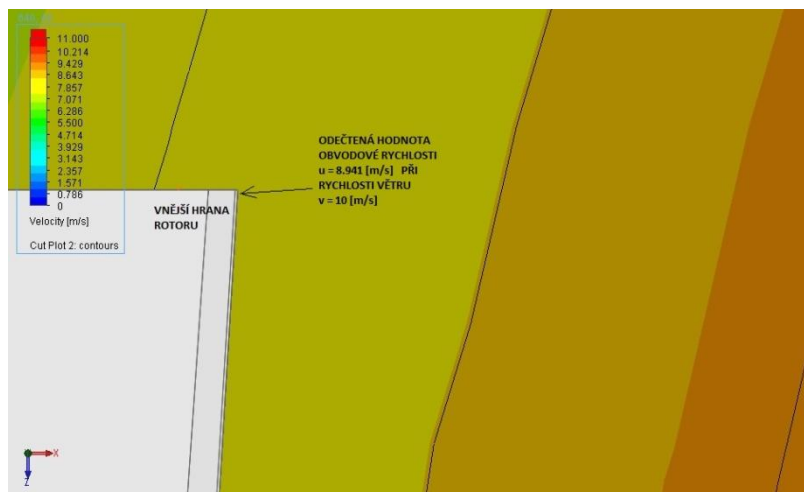 11.000
10.214
9.429
8.643
7.857
7.071
6.286
5.500
4.714
3.929
3.143
2.357
1.571
0.786
0
Velocity [m/s]
Cut Plot 2: contours
ODEČTENÁ HODNOTA
OBVODOVÉ RYCHLOSTI
u = 8.941 [m/s] PŘI
RYCHLOSTI VĚTRU
v = 10 [m/s]
VNĚJŠÍ HRANA
ROTORU
X
Z